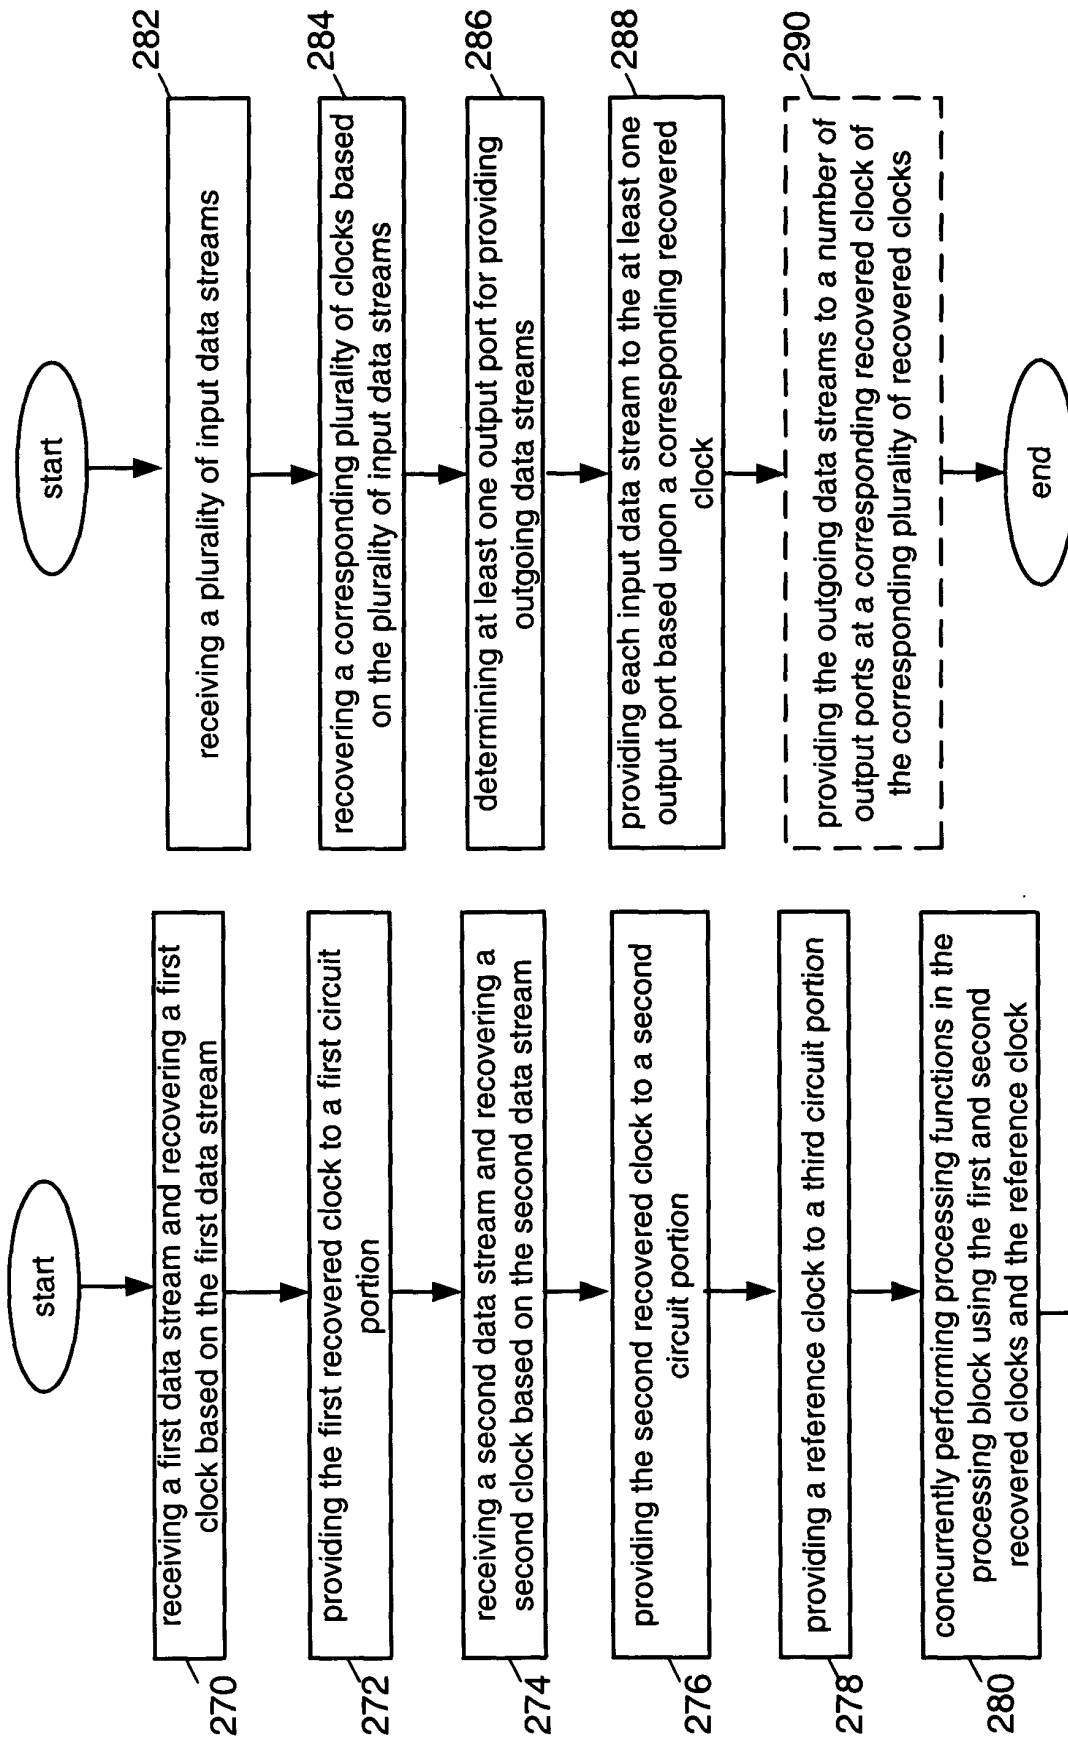 start
receiving a first data stream and recovering a first
clock based on the first data stream
270
providing the first recovered clock to a first circuit
portion
272
receiving a second data stream and recovering a
second clock based on the second data stream
274
providing the second recovered clock to a second
circuit portion
276
providing a reference clock to a third circuit portion
278
concurrently performing processing functions in the
processing block using the first and second
recovered clocks and the reference clock
280
start
receiving a plurality of input data streams
282
recovering a corresponding plurality of clocks based
on the plurality of input data streams
284
determining at least one output port for providing
outgoing data streams
286
providing each input data stream to the at least one
output port based upon a corresponding recovered
clock
288
providing the outgoing data streams to a number of
output ports at a corresponding recovered clock of
the corresponding plurality of recovered clocks
290
end